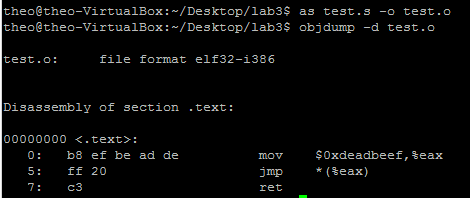 theo@theo-VirtualBox:~/Desktop/lab3$ as test.s -o test.o
theo@theo-VirtualBox:~/Desktop/lab3$ objdump -d test.o
test.o:     file format elf32-i386
Disassembly of section .text:
00000000 <.text>:
   0:   b8 ef be ad de          mov    $0xdeadbeef,%eax
   5:   ff 20                   jmp    *(%eax)
   7:   c3                      ret